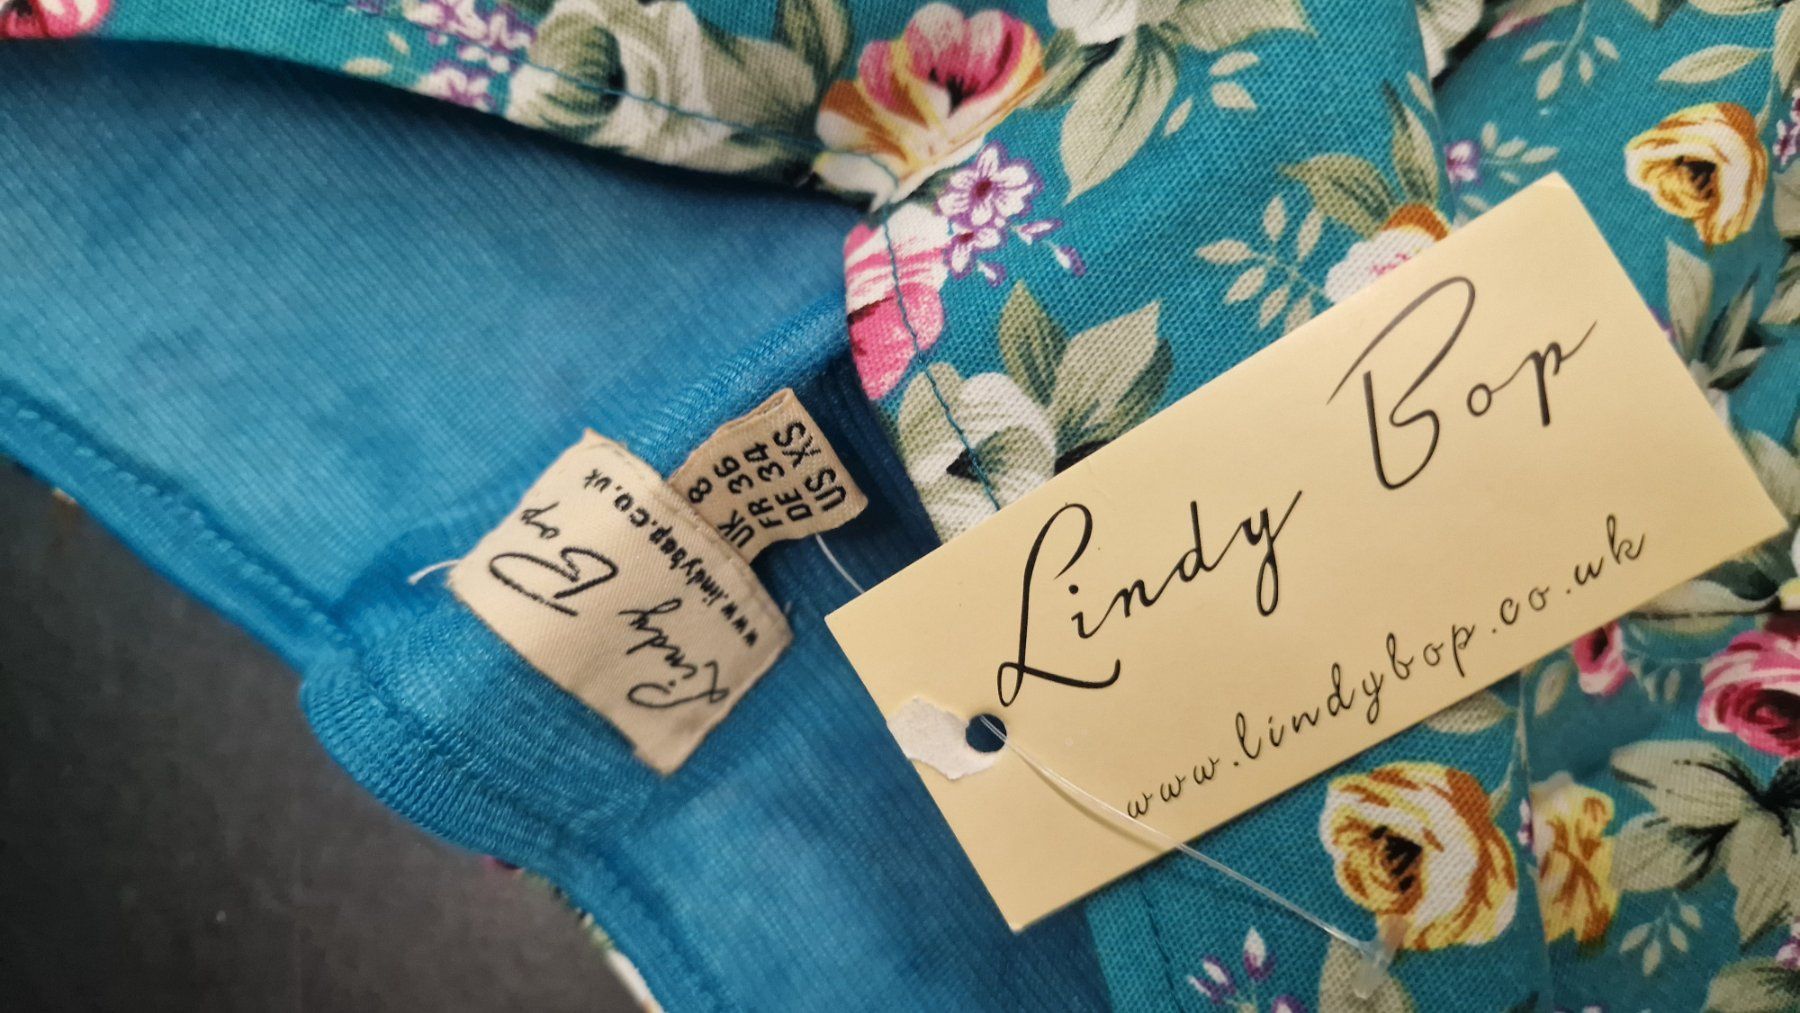 Lindy Bop
www.lindybop.co.uk
Lindy
Bop
www.lindybop.co.uk
UK 8
FR 36
DE 34
US XS